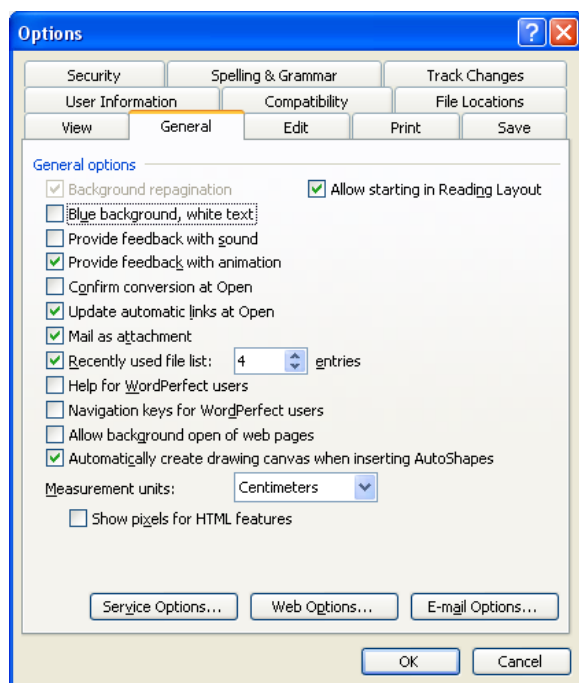 Options
Security Spelling & Grammar Track Changes
User Information Compatibility File Locations
View General Edit Print Save
General options
Background repagination Allow starting in Reading Layout
Blue background, white text
Provide feedback with sound
Provide feedback with animation
Confirm conversion at Open
Update automatic links at Open
Mail as attachment
Recently used file list: 4 entries
Help for WordPerfect users
Navigation keys for WordPerfect users
Allow background open of web pages
Automatically create drawing canvas when inserting AutoShapes
Measurement units: Centimeters
Show pixels for HTML features
Service Options... Web Options... E-mail Options...
OK Cancel